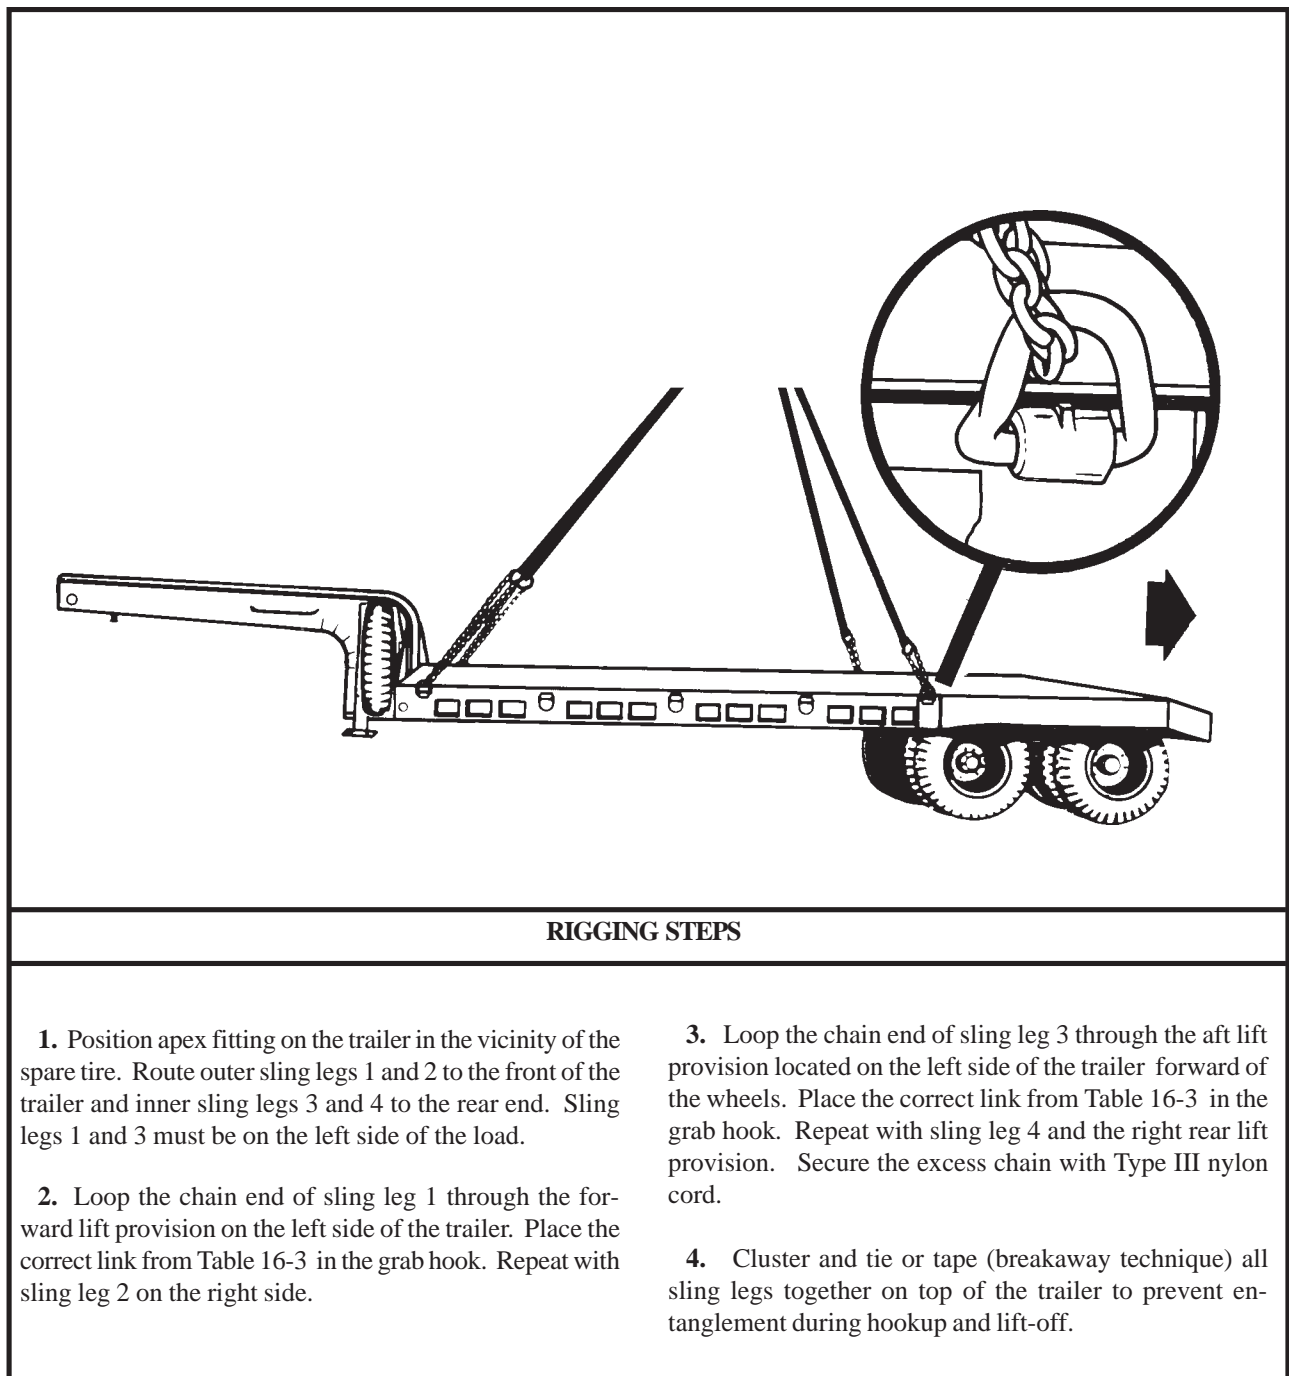 RIGGING STEPS
1. Position apex fitting on the trailer in the vicinity of the
spare tire. Route outer sling legs 1 and 2 to the front of the
trailer and inner sling legs 3 and 4 to the rear end. Sling
legs 1 and 3 must be on the left side of the load.
2. Loop the chain end of sling leg 1 through the for-
ward lift provision on the left side of the trailer. Place the
correct link from Table 16-3 in the grab hook. Repeat with
sling leg 2 on the right side.
3. Loop the chain end of sling leg 3 through the aft lift
provision located on the left side of the trailer forward of
the wheels. Place the correct link from Table 16-3 in the
grab hook. Repeat with sling leg 4 and the right rear lift
provision. Secure the excess chain with Type III nylon
cord.
4. Cluster and tie or tape (breakaway technique) all
sling legs together on top of the trailer to prevent en-
tanglement during hookup and lift-off.